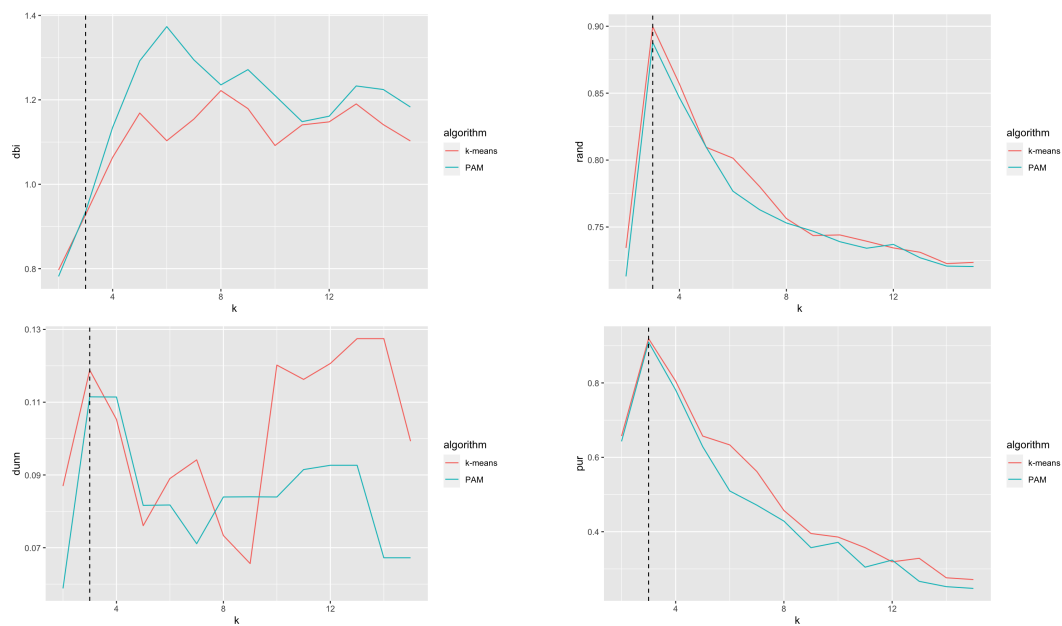 1.4
1.2
1.0
0.8
dbi
4
8
12
k
algorithm
k-means
PAM
0.90
0.85
0.80
0.75
rand
4
8
12
k
algorithm
k-means
PAM
0.13
0.11
0.09
0.07
dunn
4
8
12
k
algorithm
k-means
PAM
0.8
0.6
0.4
pur
4
8
12
k
algorithm
k-means
PAM